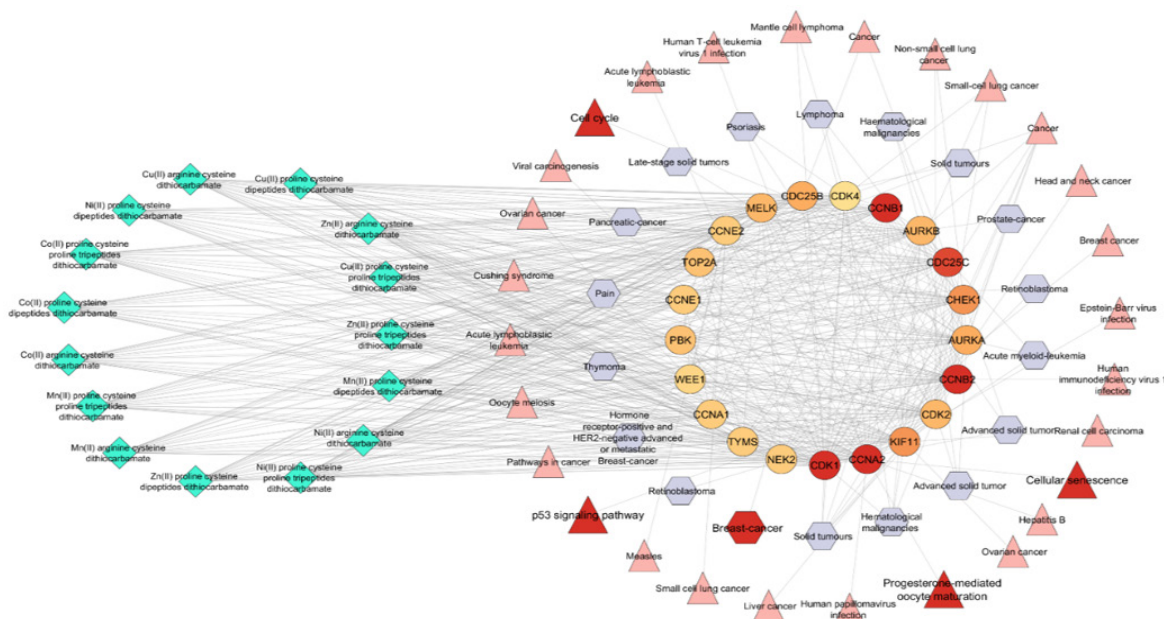 Mantle cell lymphoma
Cancer
Human T-cell leukemia
virus 1 infection
Non-small cell lung
cancer
Acute lymphoblastic
leukemia
Small-cell lung cancer
Cell cycle
Psoriasis
Lymphoma
Haematological
malignancies
Cancer
Viral carcinogenesis
Late-stage solid tumors
Solid tumours
Head and neck cancer
Cu(II) arginine cysteine
dithiocarbamate
Cu(II) proline cysteine
dipeptides dithiocarbamate
Ni(II) proline cysteine
dipeptides dithiocarbamate
Zn(II) arginine cysteine
dithiocarbamate
Ovarian cancer
Pancreatic-cancer
MELK
CDC25B
CDK4
CCNB1
Prostate-cancer
Breast cancer
CCNE2
AURKB
Co(II) proline cysteine
proline tripeptides
dithiocarbamate
Cu(II) proline cysteine
proline tripeptides
dithiocarbamate
Cushing syndrome
TOP2A
CDC25C
Pain
CCNE1
CHEK1
Retinoblastoma
Epstein-Barr virus
infection
Co(II) proline cysteine
dipeptides dithiocarbamate
Zn(II) proline cysteine
proline tripeptides
dithiocarbamate
Acute lymphoblastic
leukemia
PBK
AURKA
Acute myeloid-leukemia
Co(II) arginine cysteine
dithiocarbamate
Thymoma
WEE1
CCNB2
Human
immunodeficiency virus 1
infection
Mn(II) proline cysteine
dipeptides dithiocarbamate
Mn(II) proline cysteine
proline tripeptides
dithiocarbamate
Oocyte meiosis
Hormone
receptor-positive and
HER2-negative advanced
or metastatic
Breast-cancer
CCNA1
CDK2
Advanced solid tumor
Renal cell carcinoma
Mn(II) arginine cysteine
dithiocarbamate
Ni(II) arginine cysteine
dithiocarbamate
TYMS
KIF11
Pathways in cancer
NEK2
CDK1
CCNA2
Zn(II) proline cysteine
dipeptides dithiocarbamate
Ni(II) proline cysteine
proline tripeptides
dithiocarbamate
Retinoblastoma
Advanced solid tumor
Cellular senescence
p53 signaling pathway
Breast-cancer
Solid tumours
Hematological
malignancies
Hepatitis B
Measles
Ovarian cancer
Small cell lung cancer
Liver cancer
Human papillomavirus
infection
Progesterone-mediated
oocyte maturation